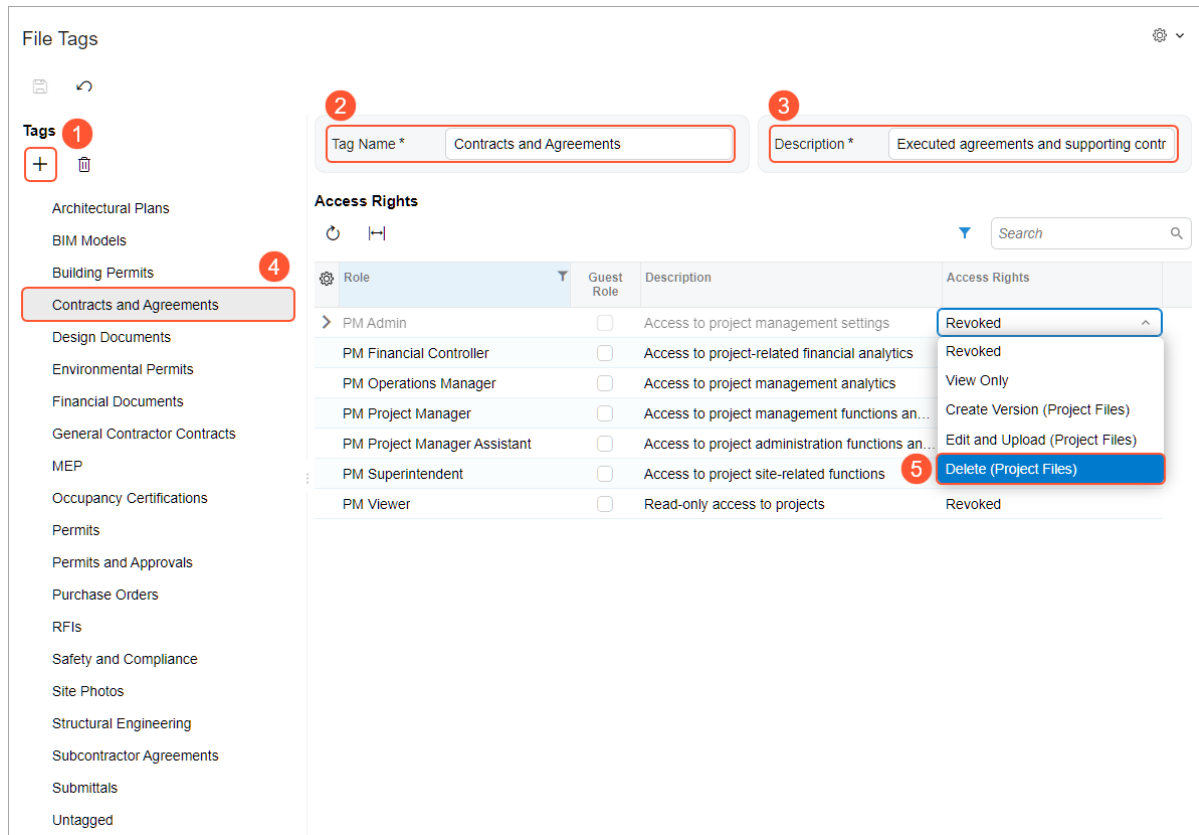 File Tags
Tags
1
2
3
Tag Name *
Contracts and Agreements
Description *
Executed agreements and supporting contr
Architectural Plans
BIM Models
Building Permits
4
Contracts and Agreements
Design Documents
Environmental Permits
Financial Documents
General Contractor Contracts
MEP
Occupancy Certifications
Permits
Permits and Approvals
Purchase Orders
RFIs
Safety and Compliance
Site Photos
Structural Engineering
Subcontractor Agreements
Submittals
Untagged
Access Rights
Search
Role Guest Role Description Access Rights
PM Admin Access to project management settings Revoked
PM Financial Controller Access to project-related financial analytics
PM Operations Manager Access to project management analytics
PM Project Manager Access to project management functions an...
PM Project Manager Assistant Access to project administration functions an...
PM Superintendent Access to project site-related functions
PM Viewer Read-only access to projects Revoked
Revoked
View Only
Create Version (Project Files)
Edit and Upload (Project Files)
5
Delete (Project Files)